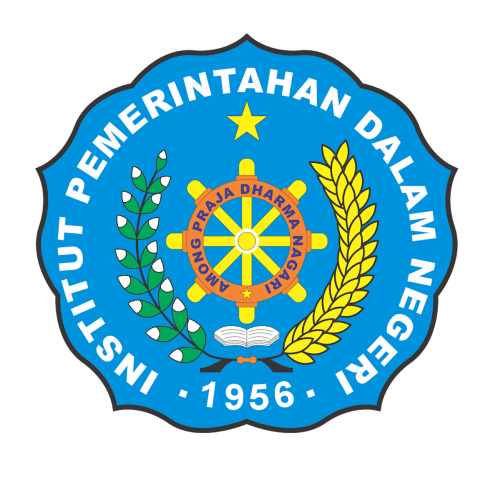 INSTITUT PEMERINTAHAN DALAM NEGERI
AMONG PRAJA DHARMA NAGARI
· 1956 ·